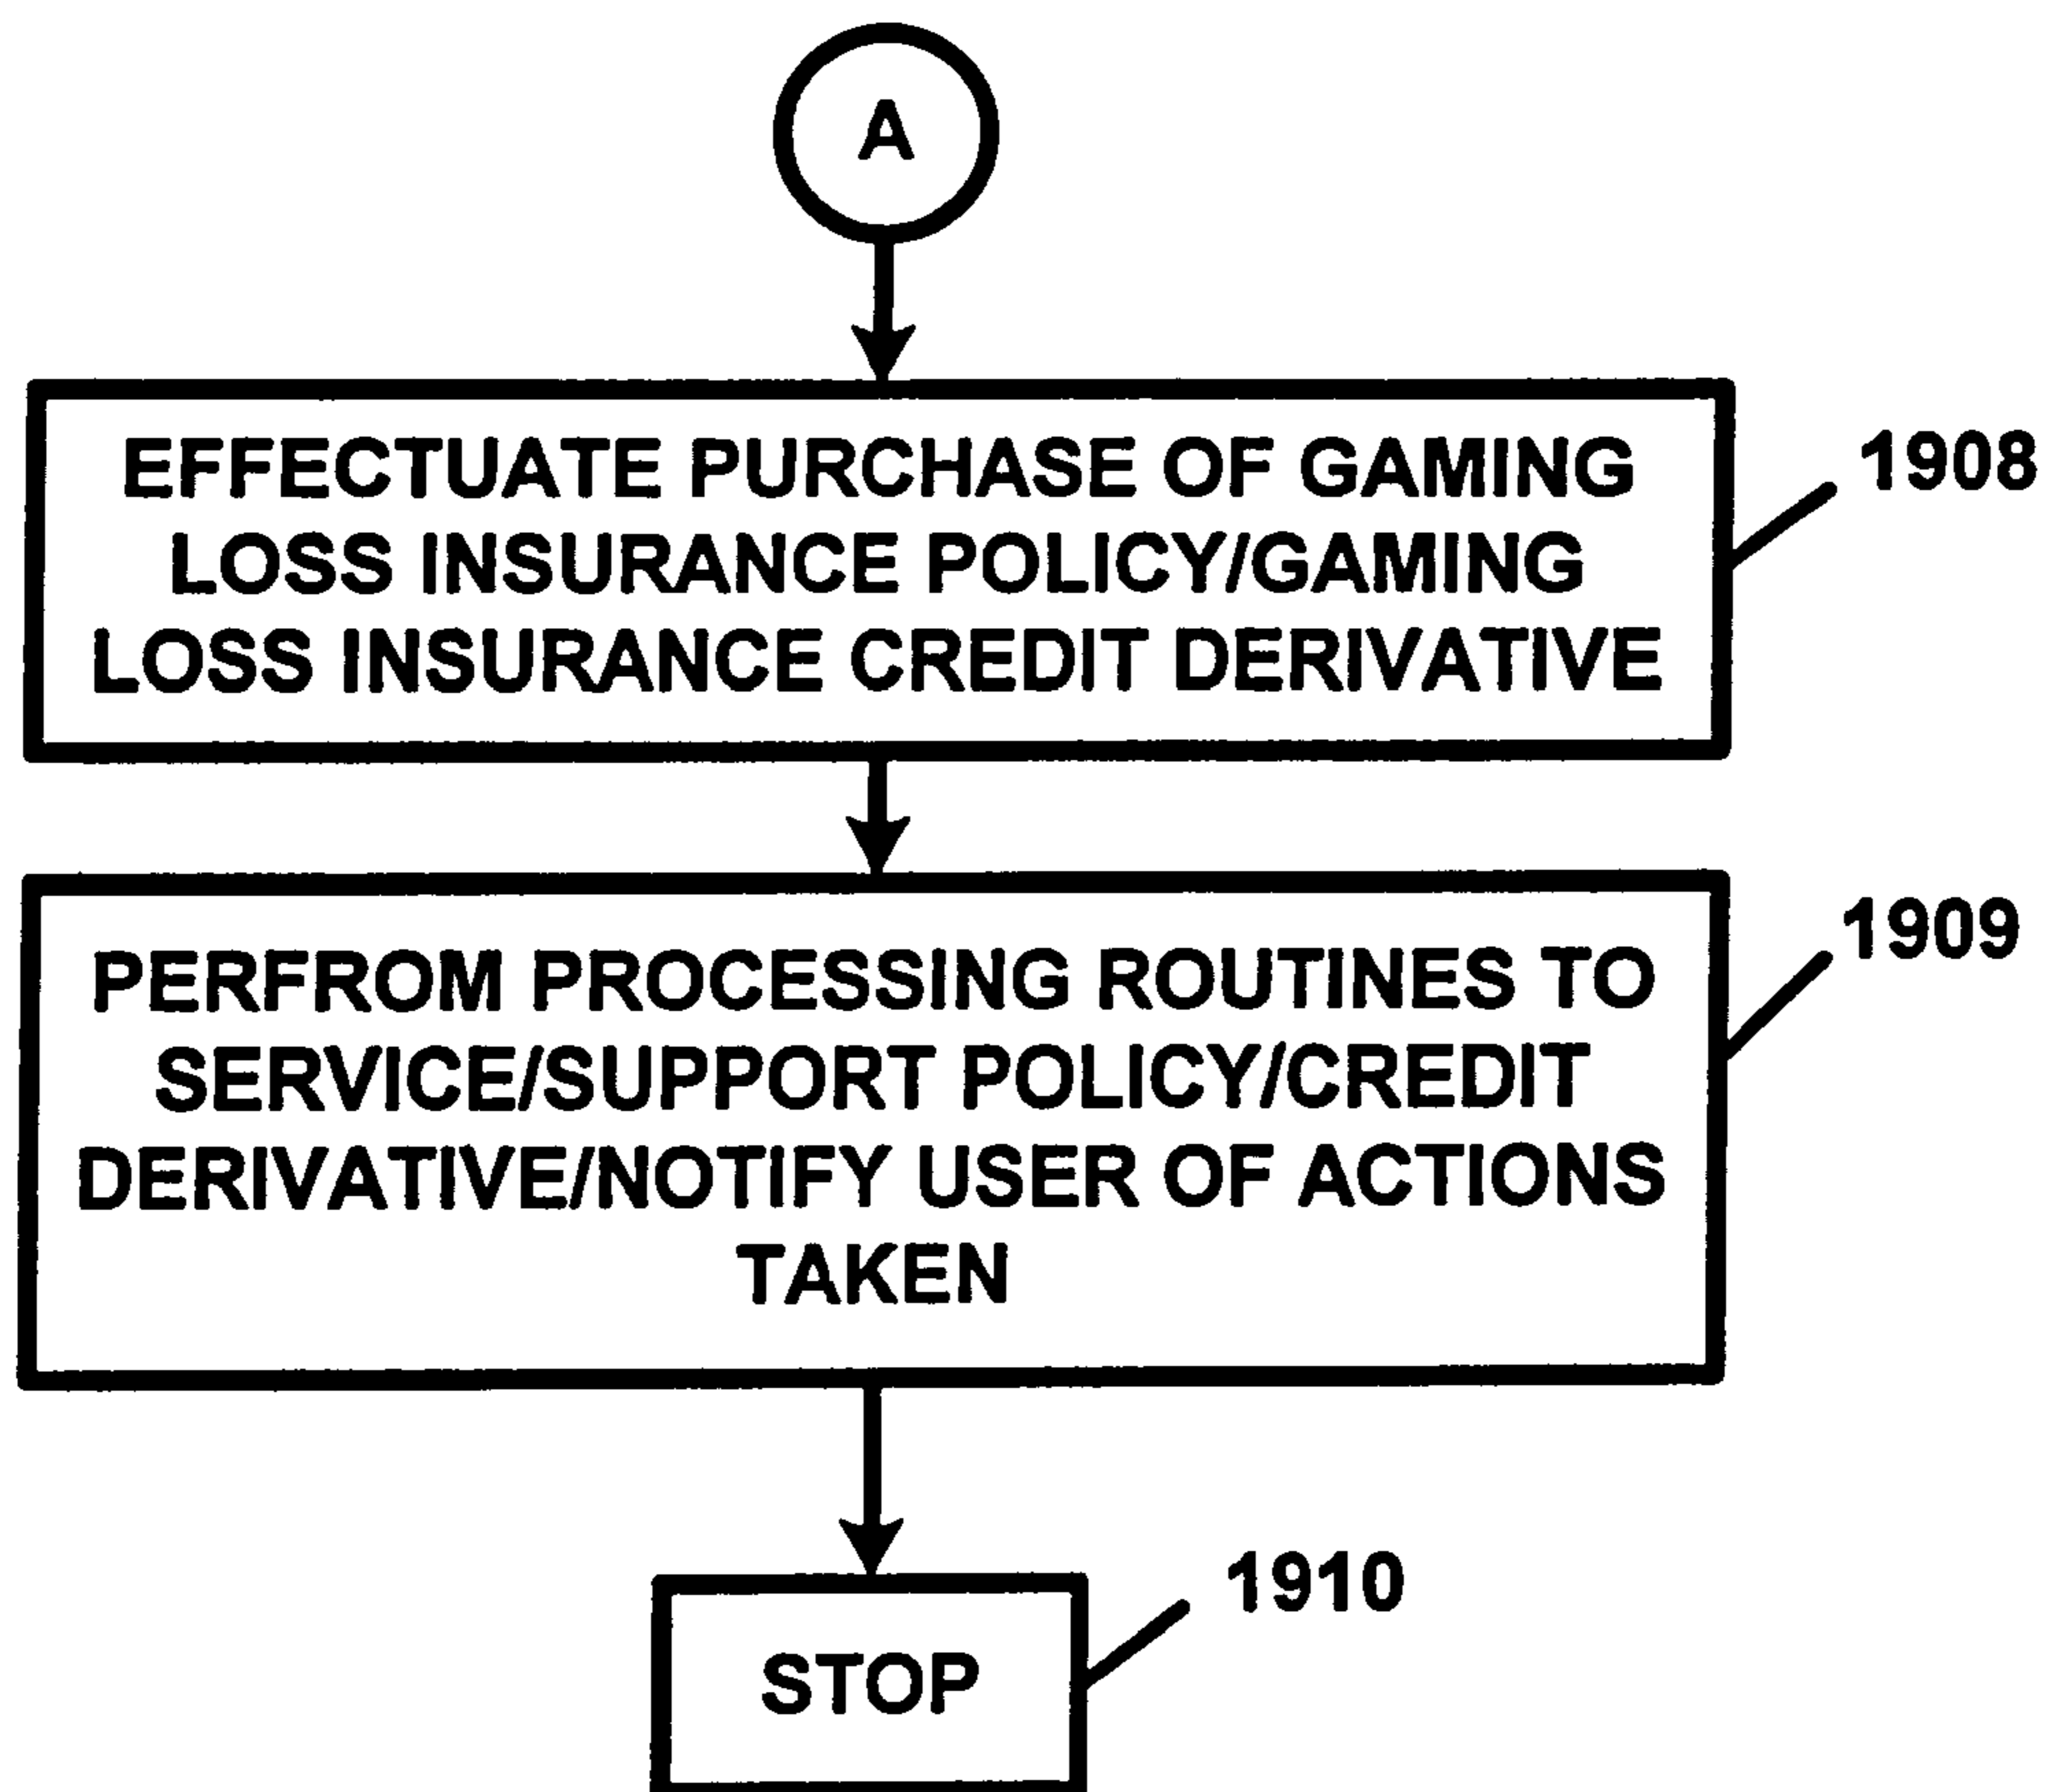 A
EFFECTUATE PURCHASE OF GAMING
LOSS INSURANCE POLICY/GAMING
LOSS INSURANCE CREDIT DERIVATIVE
1908
PERFROM PROCESSING ROUTINES TO
SERVICE/SUPPORT POLICY/CREDIT
DERIVATIVE/NOTIFY USER OF ACTIONS
TAKEN
1909
STOP
1910